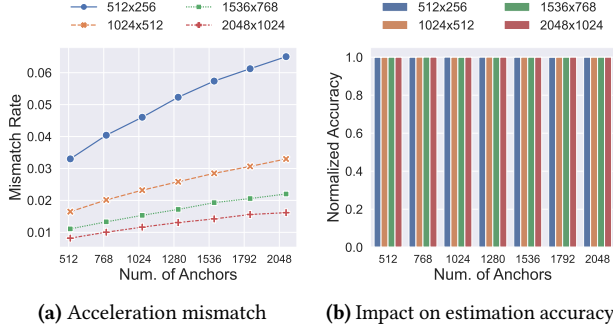 512x256
1536x768
1024x512
2048x1024
Mismatch Rate
0.06
0.05
0.04
0.03
0.02
0.01
512 768 1024 1280 1536 1792 2048
Num. of Anchors
(a) Acceleration mismatch
512x256
1536x768
1024x512
2048x1024
Normalized Accuracy
1.0
0.8
0.6
0.4
0.2
0.0
512 768 1024 1280 1536 1792 2048
Num. of Anchors
(b) Impact on estimation accuracy